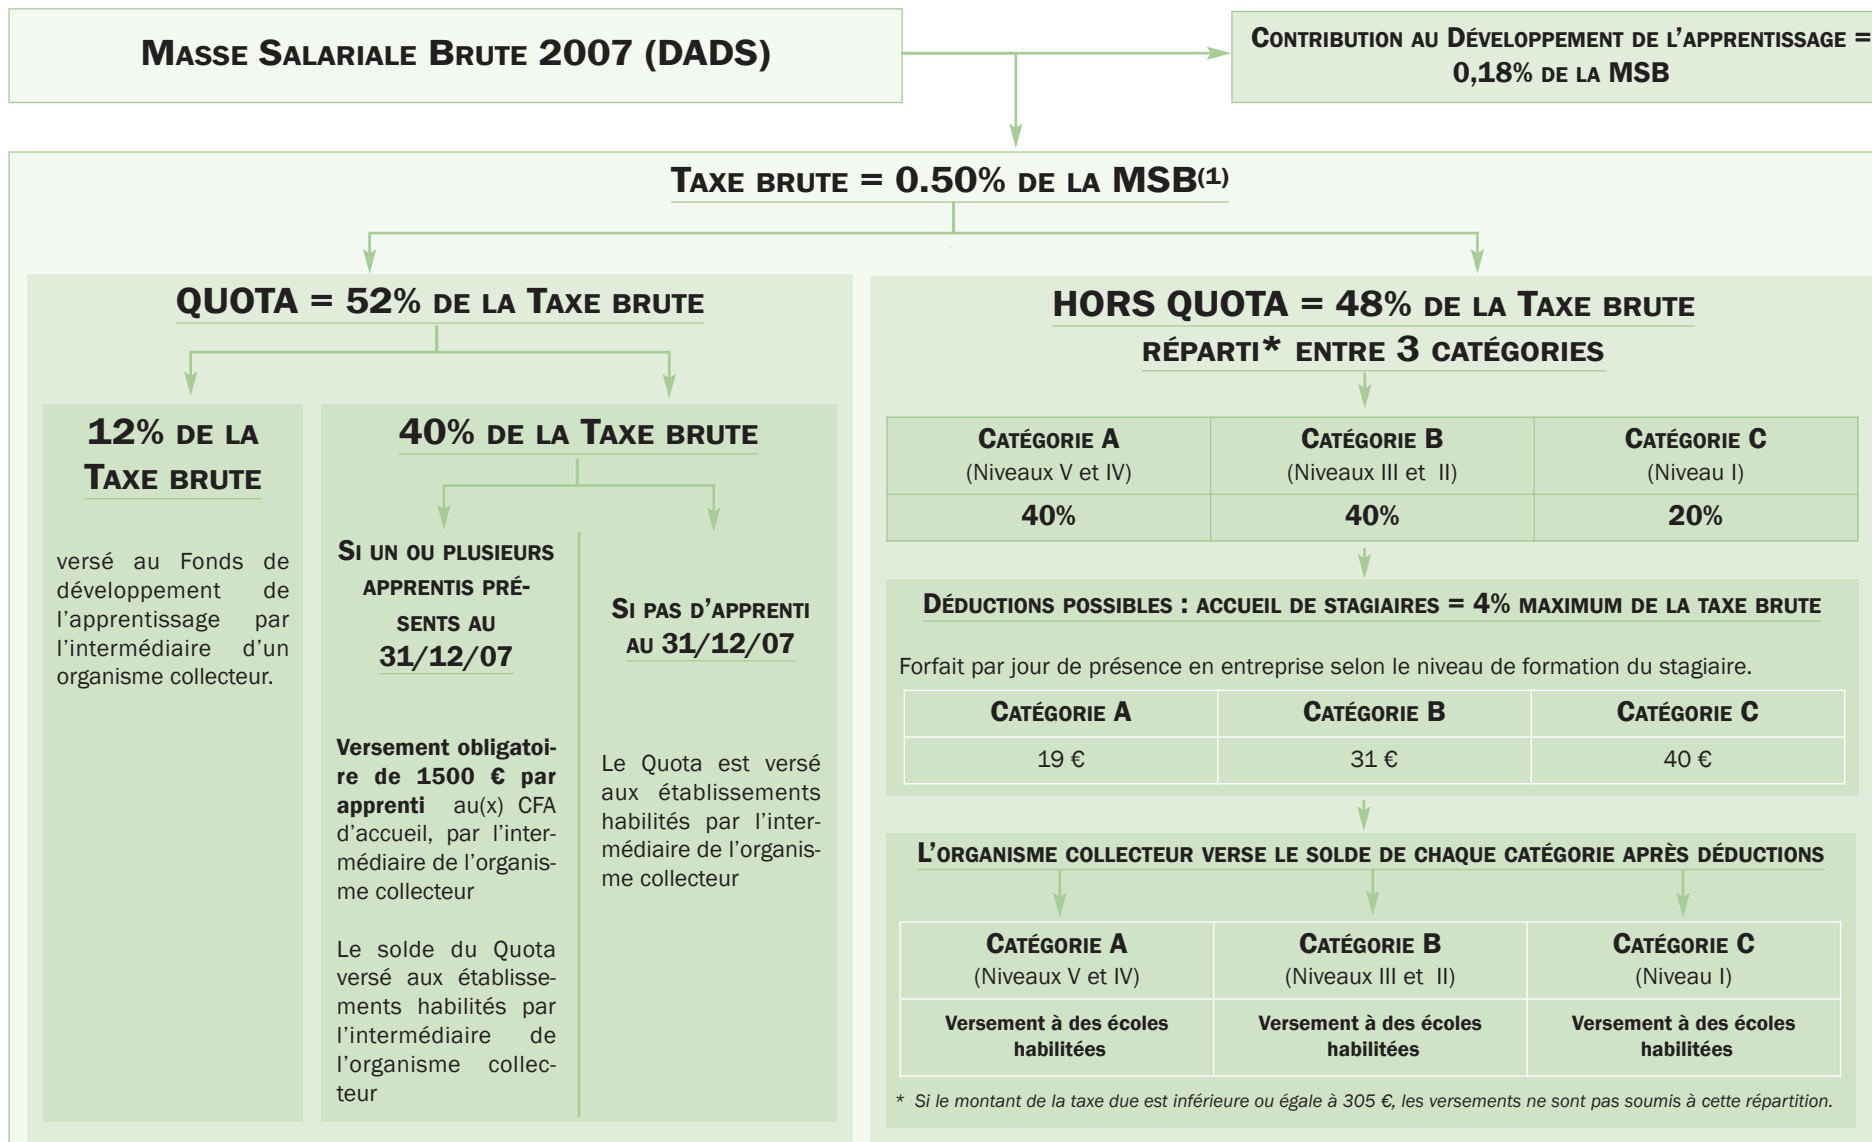 MASSE SALARIALE BRUTE 2007 (DADS)
CONTRIBUTION AU DÉVELOPPEMENT DE L'APPRENTISSAGE =
0,18% DE LA MSB
TAXE BRUTE = 0.50% DE LA MSB(1)
QUOTA = 52% DE LA TAXE BRUTE
12% DE LA
TAXE BRUTE
versé au Fonds de
développement de
l'apprentissage par
l'intermédiaire d'un
organisme collecteur.
40% DE LA TAXE BRUTE
SI UN OU PLUSIEURS
APPRENTIS PRÉ-
SENTS AU
31/12/07
Versement obligatoi-
re de 1500 € par
apprenti au(x) CFA
d'accueil, par l'inter-
médiaire de l'organis-
me collecteur
Le solde du Quota
versé aux établisse-
ments habilités par
l'intermédiaire de
l'organisme collec-
teur
SI PAS D'APPRENTI
AU 31/12/07
Le Quota est versé
aux établissements
habilités par l'inter-
médiaire de l'organis-
me collecteur
HORS QUOTA = 48% DE LA TAXE BRUTE
RÉPARTI* ENTRE 3 CATÉGORIES
CATÉGORIE A CATÉGORIE B CATÉGORIE C
(Niveaux V et IV) (Niveaux III et II) (Niveau I)
40% 40% 20%
DÉDUCTIONS POSSIBLES : ACCUEIL DE STAGIAIRES = 4% MAXIMUM DE LA TAXE BRUTE
Forfait par jour de présence en entreprise selon le niveau de formation du stagiaire.
CATÉGORIE A CATÉGORIE B CATÉGORIE C
19 € 31 € 40 €
L'ORGANISME COLLECTEUR VERSE LE SOLDE DE CHAQUE CATÉGORIE APRÈS DÉDUCTIONS
CATÉGORIE A CATÉGORIE B CATÉGORIE C
(Niveaux V et IV) (Niveaux III et II) (Niveau I)
Versement à des écoles Versement à des écoles Versement à des écoles
habilitées habilitées habilitées
* Si le montant de la taxe due est inférieure ou égale à 305 €, les versements ne sont pas soumis à cette répartition.